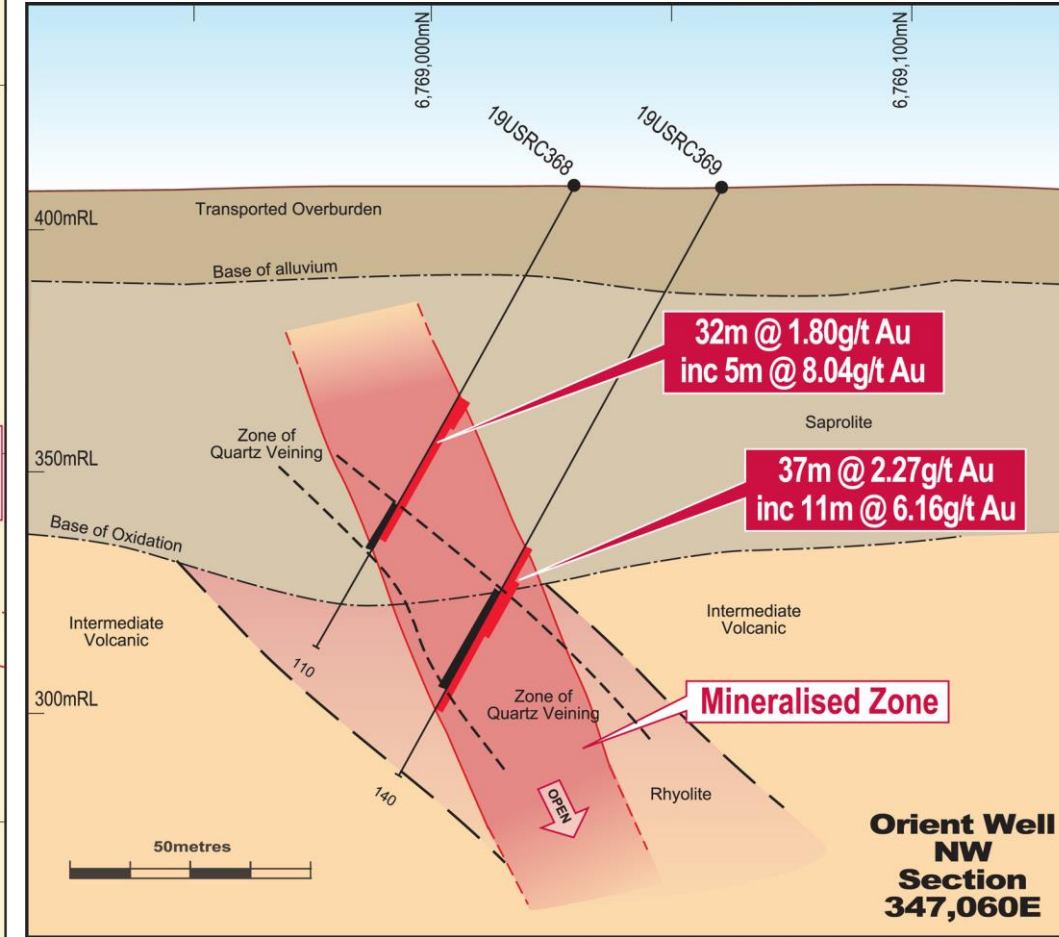 6,769,000mN
6,769,100mN
19USRC368
19USRC369
Transported Overburden
400mRL
Base of alluvium
32m @ 1.80g/t Au
inc 5m @ 8.04g/t Au
Saprolite
Zone of
Quartz Veining
350mRL
37m @ 2.27g/t Au
inc 11m @ 6.16g/t Au
Base of Oxidation
Intermediate
Volcanic
Intermediate
Volcanic
110
300mRL
Zone of
Quartz Veining
Mineralised Zone
140
OPEN
Rhyolite
50metres
Orient Well
NW
Section
347,060E